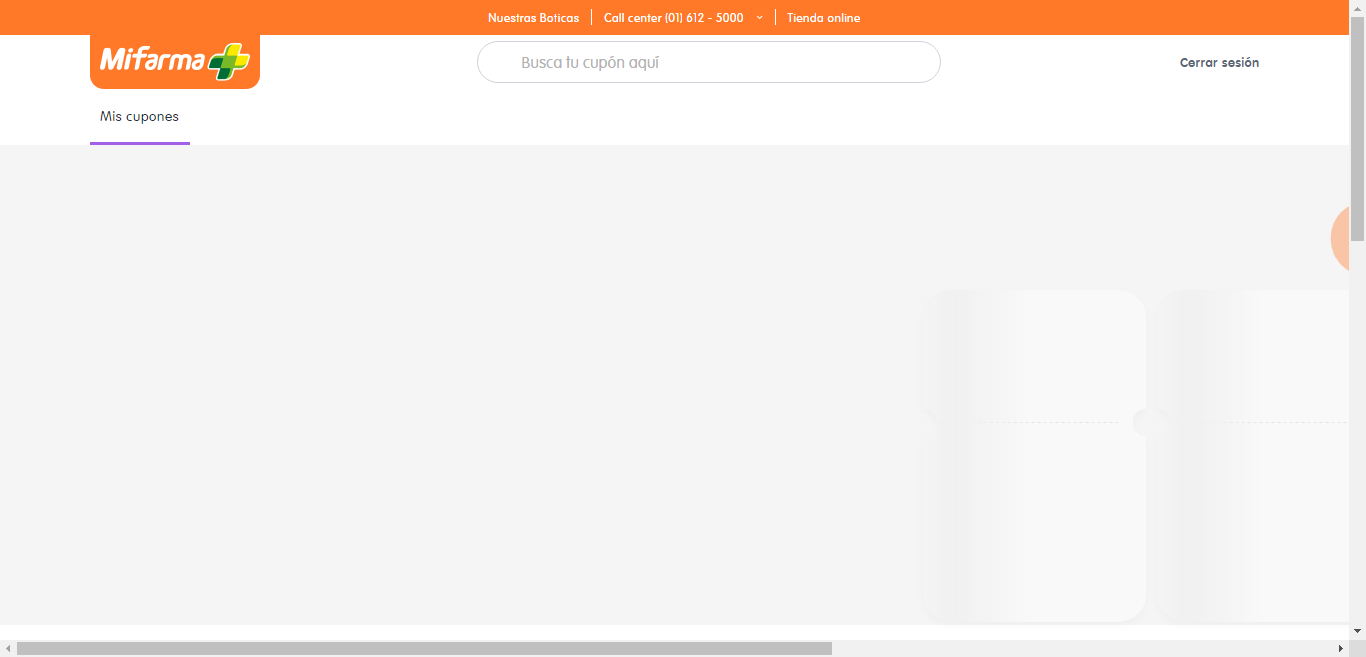 Nuestras Boticas
Call center (01) 612 - 5000
Tienda online
Mifarma
Busca tu cupón aquí
Cerrar sesión
Mis cupones